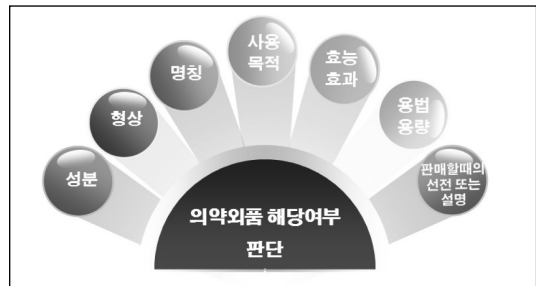 성분
형상
명칭
사용
목적
효능
효과
용법
용량
판매할때의
선전 또는
설명
의약외품 해당여부
판단